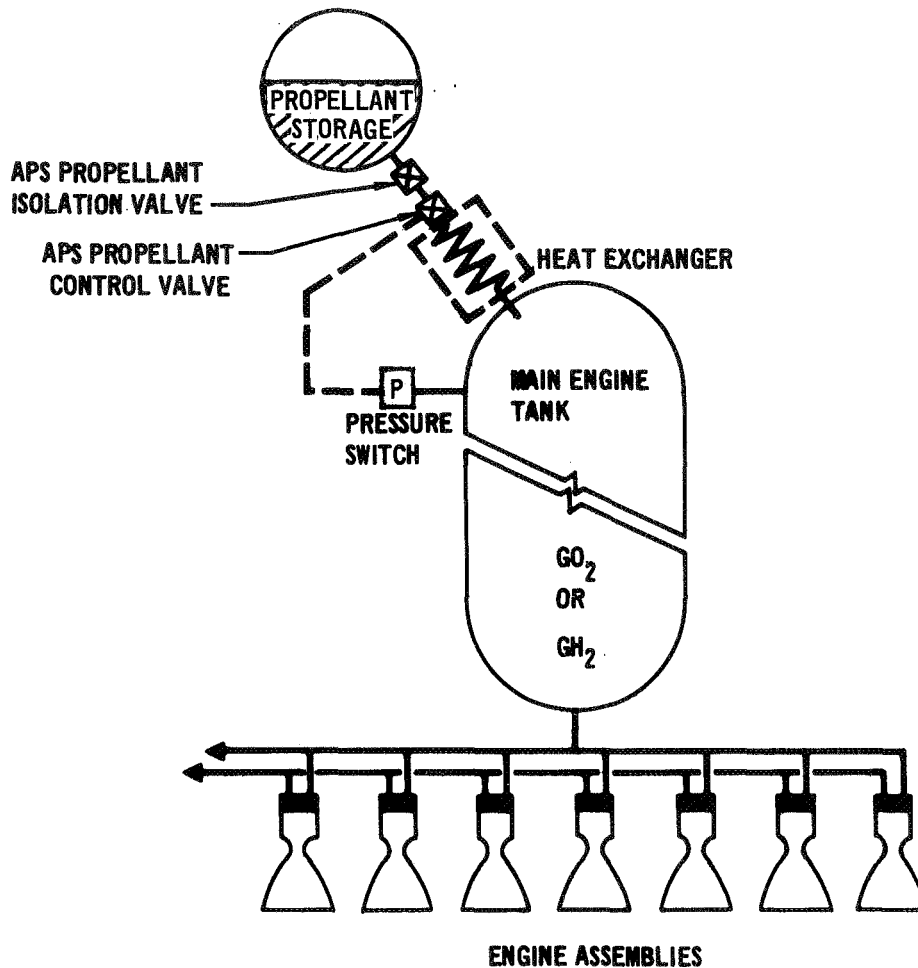 PROPELLANT
STORAGE
APS PROPELLANT
ISOLATION VALVE
APS PROPELLANT
CONTROL VALVE
HEAT EXCHANGER
MAIN ENGINE
TANK
P
PRESSURE
SWITCH
GO₂
OR
GH₂
ENGINE ASSEMBLIES